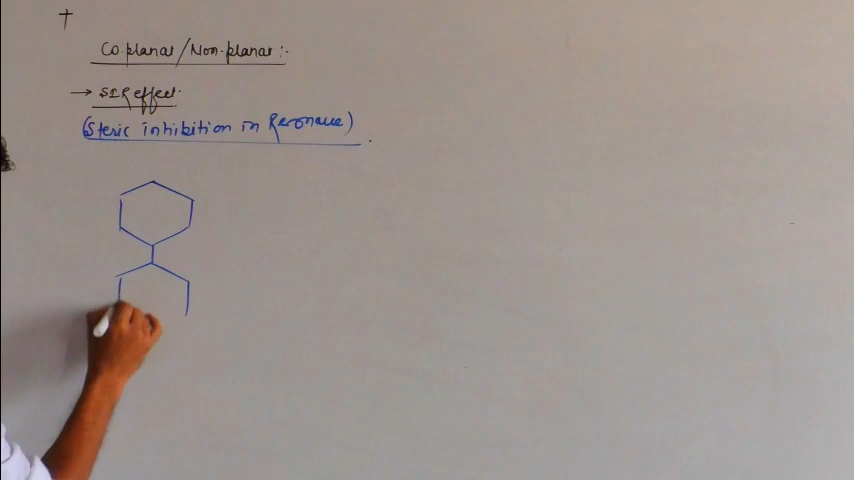 Co-planar/Non-planar:-
→ SIR effect.
(Steric inhibition in Resonance).